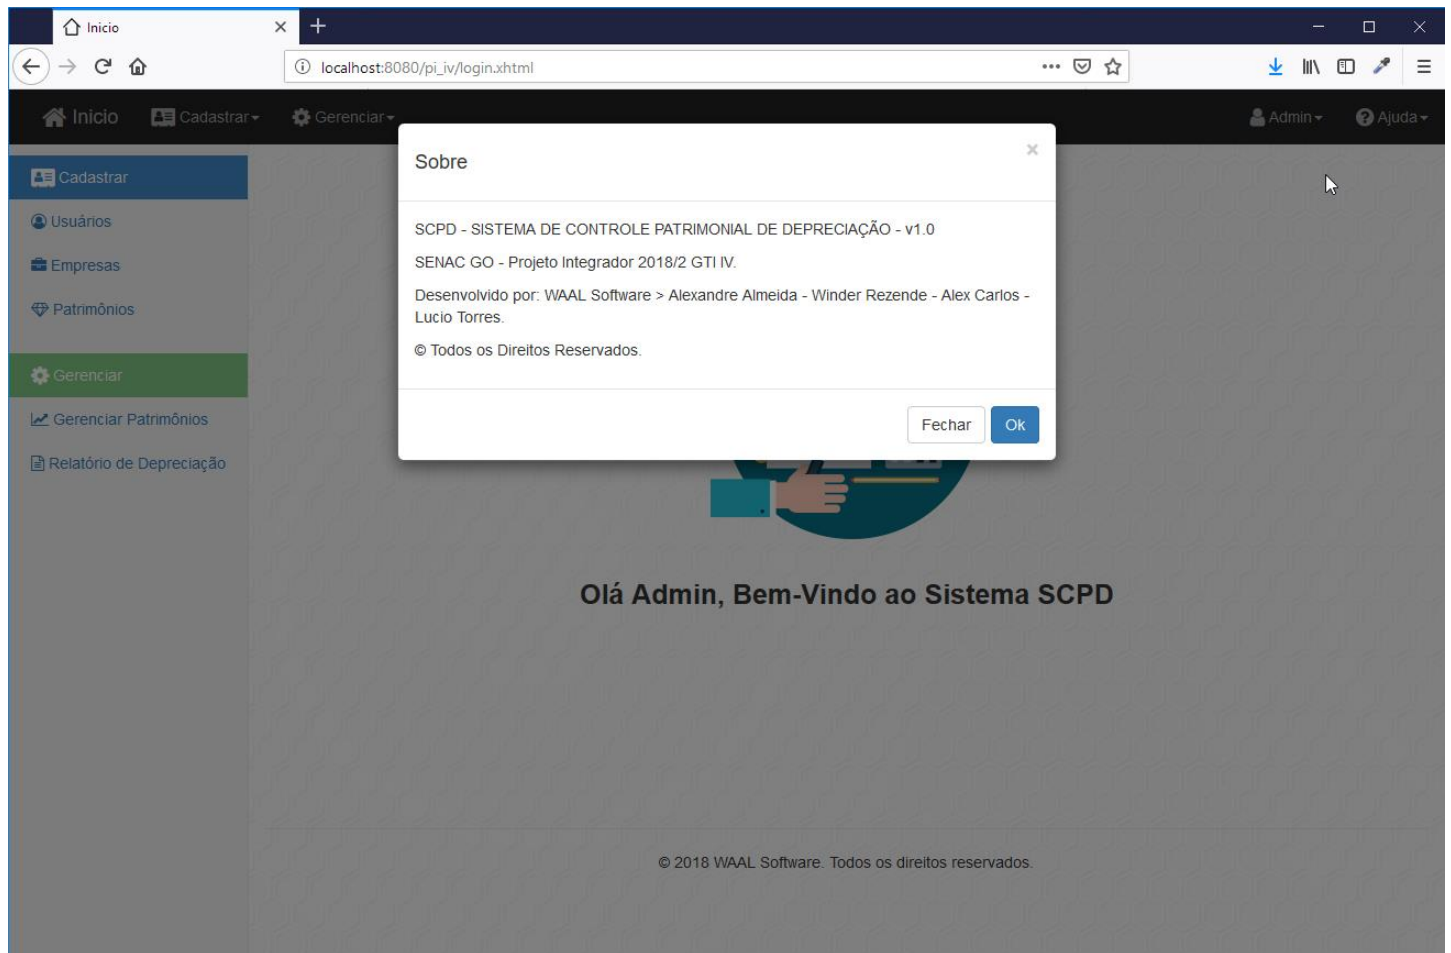 Inicio
localhost:8080/pi_iv/login.xhtml
Inicio Cadastrar Gerenciar Admin Ajuda
Sobre
×
Cadastrar
Usuários
Empresas
Patrimônios
Gerenciar
Gerenciar Patrimônios
Relatório de Depreciação
SCPD - SISTEMA DE CONTROLE PATRIMONIAL DE DEPRECIAÇÃO - v1.0
SENAC GO - Projeto Integrador 2018/2 GTI IV.
Desenvolvido por: WAAL Software > Alexandre Almeida - Winder Rezende - Alex Carlos -
Lucio Torres.
© Todos os Direitos Reservados.
Fechar Ok
Olá Admin, Bem-Vindo ao Sistema SCPD
© 2018 WAAL Software. Todos os direitos reservados.